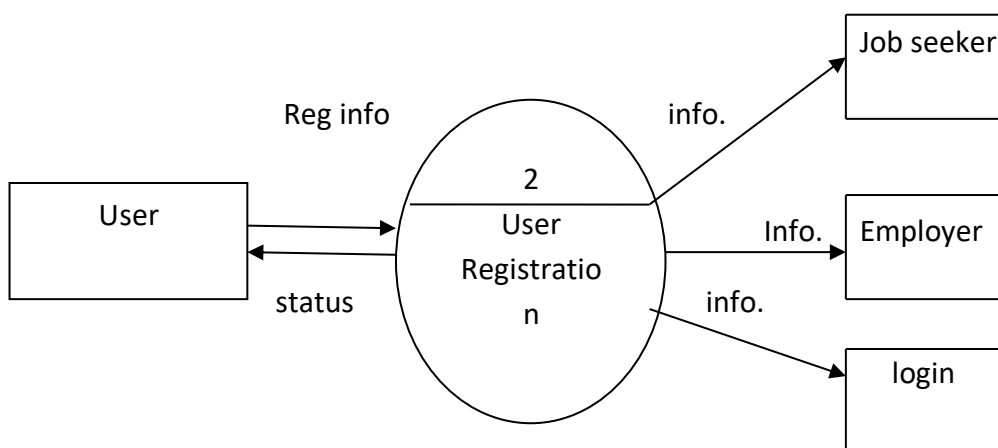 Job seeker
Reg info
info.
2
User
User
Registratio
n
Info.
Employer
status
info.
login